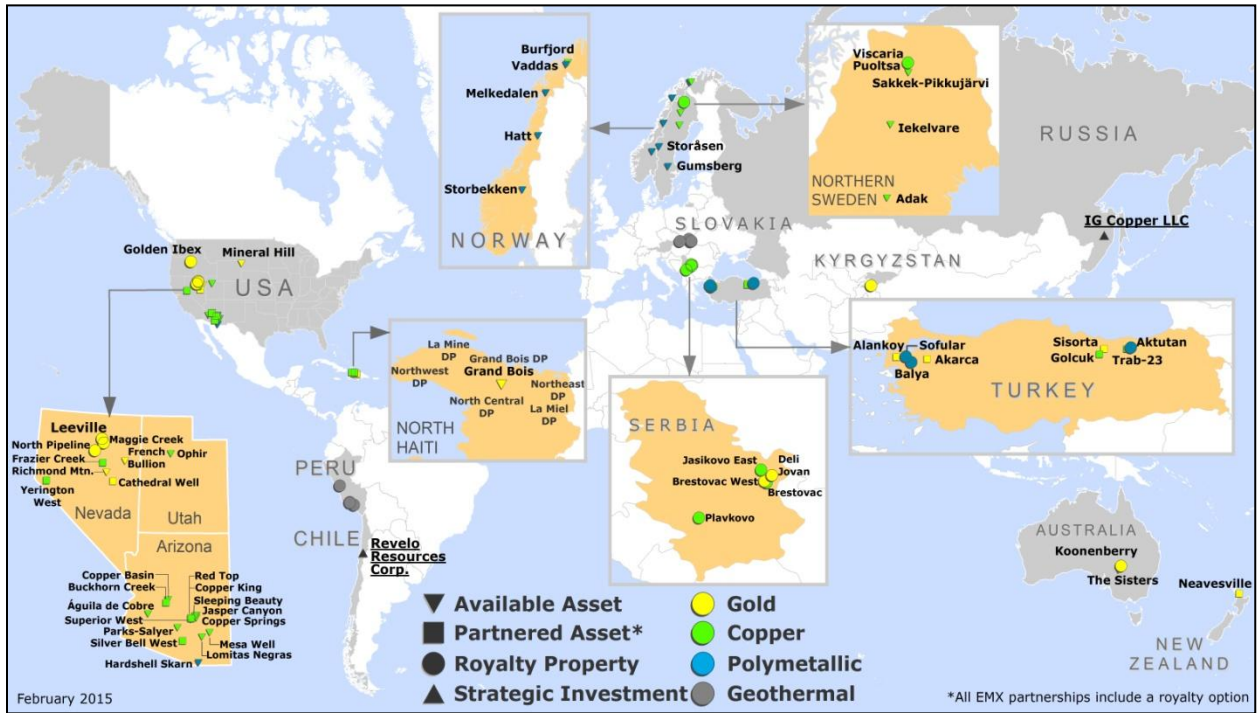 Burfjord
Vaddas
Melkedalen
Hatt
Storbekken
NORWAY
Storåsen
Gumsberg
Viscaria
Puoltsa
Sakkek-Pikkujärvi
Iekelvare
NORTHERN
SWEDEN
Adak
RUSSIA
IG Copper LLC
SLOVAKIA
KYRGYZSTAN
Golden Ibex
Mineral Hill
USA
La Mine
DP
Grand Bois DP
Grand Bois
Northwest
DP
Northeast
DP
North Central
DP
La Miel
DP
NORTH
HAITI
Alankoy
Sofular
Akarca
Balya
Sisorta
Golcuk
Aktutan
Trab-23
TURKEY
SERBIA
Jasikovo East
Deli
Jovan
Brestovac West
Brestovac
Plavkovo
Leeville
North Pipeline
Maggie Creek
Frazier Creek
French
Bullion
Ophir
Richmond Mtn.
Cathedral Well
Yerington
West
Nevada
Utah
Arizona
Copper Basin
Buckhorn Creek
Águila de Cobre
Superior West
Parks-Salyer
Silver Bell West
Hardshell Skarn
Red Top
Copper King
Sleeping Beauty
Jasper Canyon
Copper Springs
Mesa Well
Lomitas Negras
PERU
CHILE
Revelo
Resources
Corp.
AUSTRALIA
Koonenberry
The Sisters
Neavesville
NEW
ZEALAND
Available Asset
Partnered Asset*
Royalty Property
Strategic Investment
Gold
Copper
Polymetallic
Geothermal
February 2015
*All EMX partnerships include a royalty option